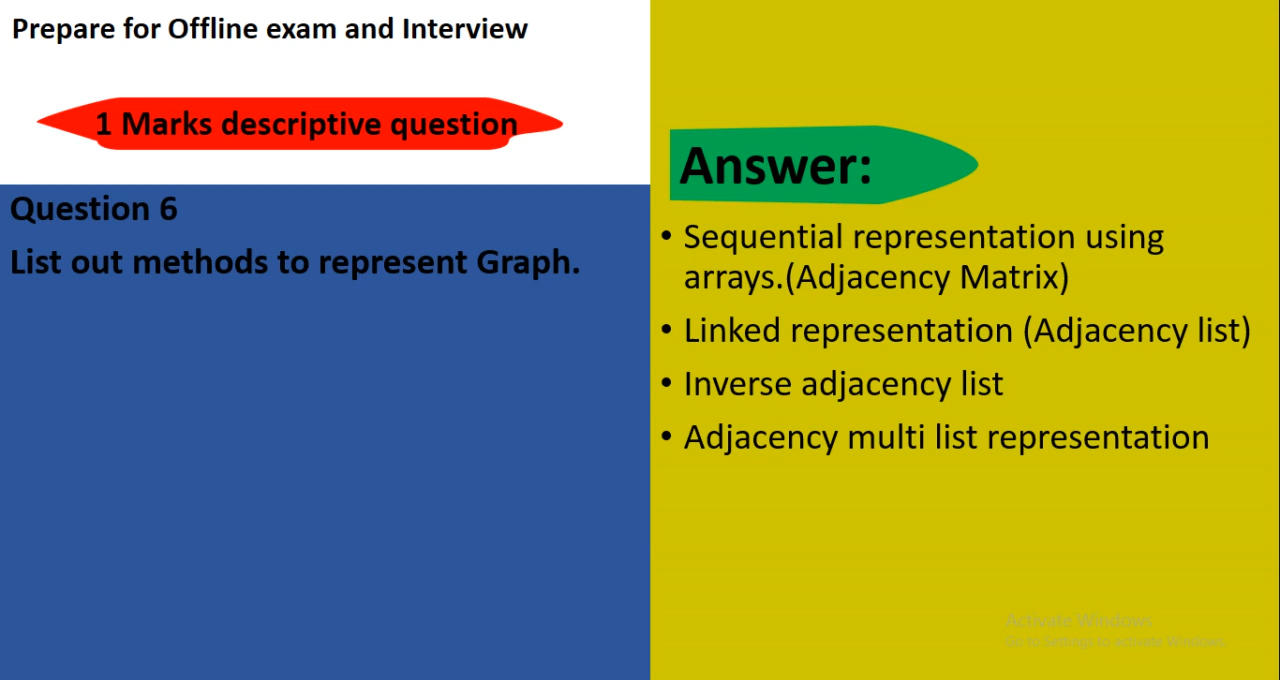 Prepare for Offline exam and Interview
1 Marks descriptive question
Question 6
List out methods to represent Graph.
Answer:
• Sequential representation using
arrays.(Adjacency Matrix)
• Linked representation (Adjacency list)
• Inverse adjacency list
• Adjacency multi list representation
Activate Windows
Go to Settings to activate Windows.